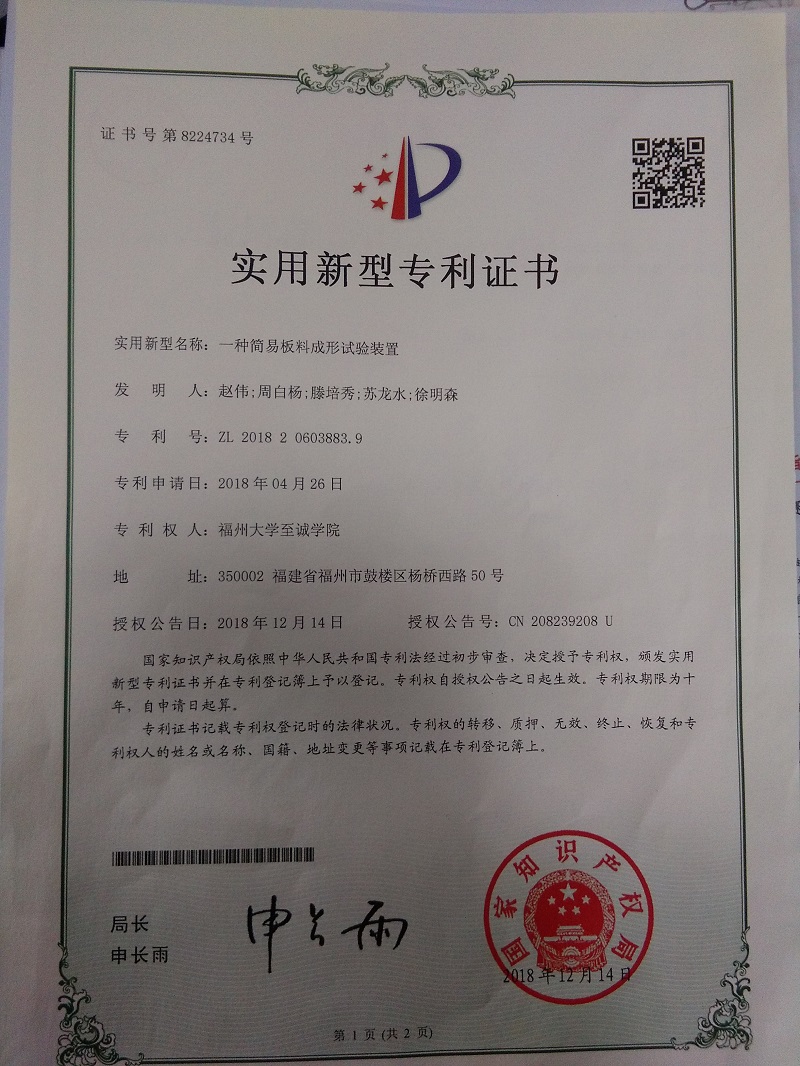 证书号第8224734号
实用新型专利证书
实用新型名称：一种简易板料成形试验装置
发明人：赵伟;周白杨;滕培秀;苏龙水;徐明森
专利号：ZL 2018 2 0603883.9
专利申请日：2018年04月26日
专利权人：福州大学至诚学院
地址：350002 福建省福州市鼓楼区杨桥西路50号
授权公告日：2018年12月14日 授权公告号：CN 208239208 U
国家知识产权局依照中华人民共和国专利法经过初步审查，决定授予专利权，颁发实用
新型专利证书并在专利登记簿上予以登记。专利权自授权公告之日起生效。专利权期限为十
年，自申请日起算。
专利证书记载专利权登记时的法律状况。专利权的转移、质押、无效、终止、恢复和专
利权人的姓名或名称、国籍、地址变更等事项记载在专利登记簿上。
局长
申长雨
申长雨
国家知识产权局
2018年12月14日
第1页(共2页)